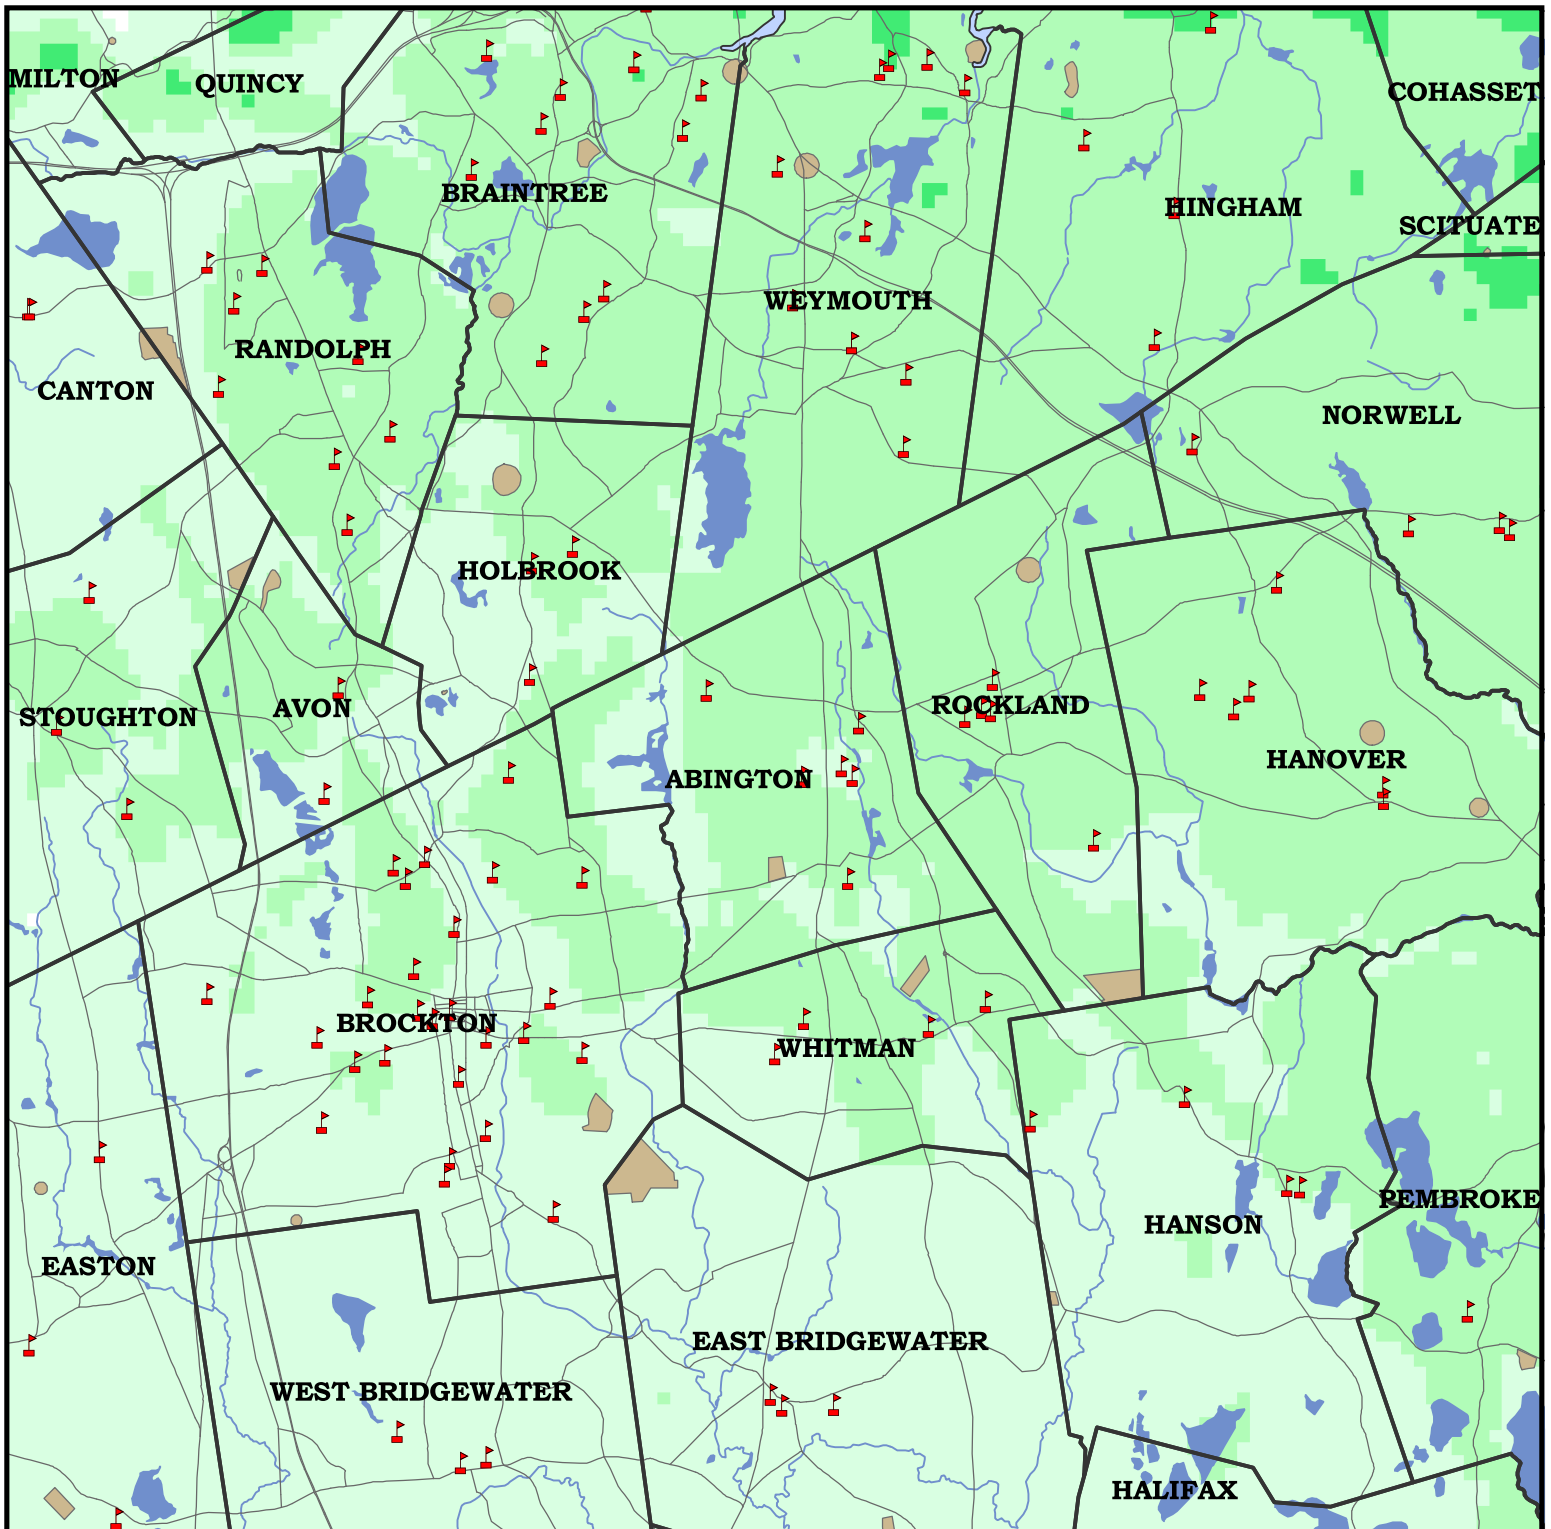 MILTON
QUINCY
COHASSET
BRAINTREE
HINGHAM
SCITUATE
WEYMOUTH
RANDOLPH
CANTON
NORWELL
HOLBROOK
ROCKLAND
AVON
STOUGHTON
HANOVER
ABINGTON
BROCKTON
WHITMAN
PEMBROKE
HANSON
EASTON
EAST BRIDGEWATER
WEST BRIDGEWATER
HALIFAX